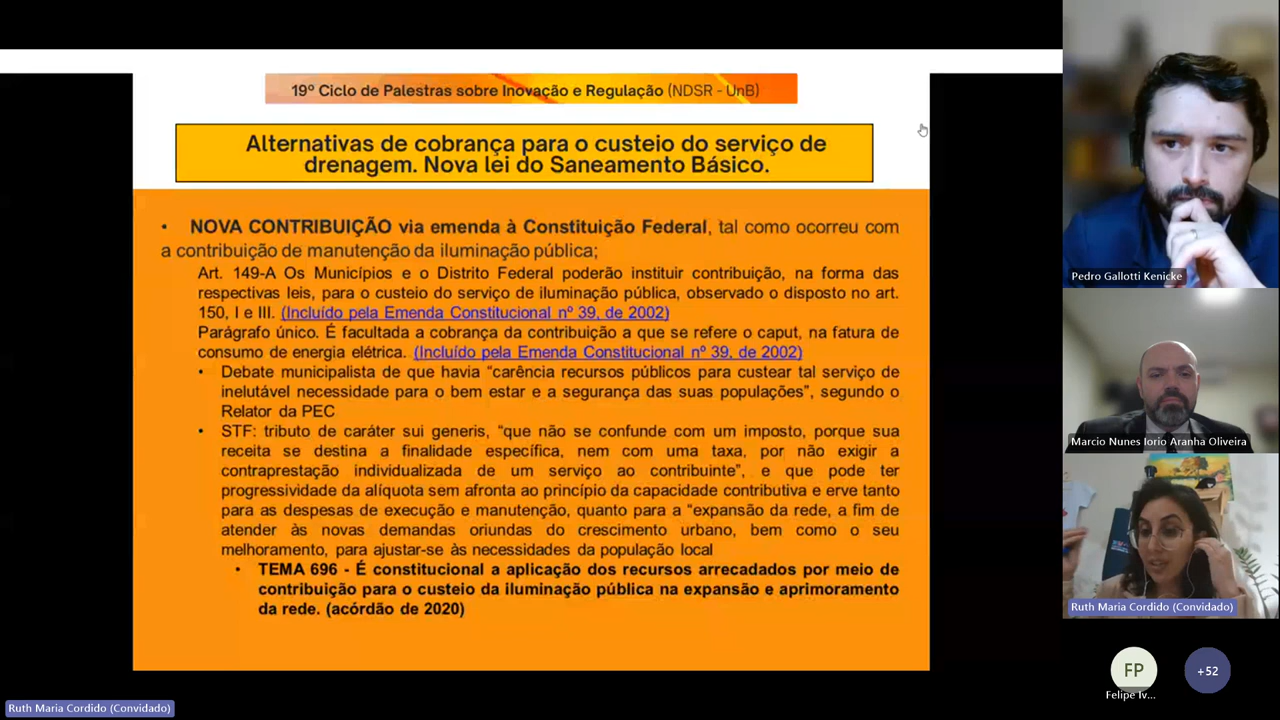 19º Ciclo de Palestras sobre Inovação e Regulação (NDSR - UnB)
Alternativas de cobrança para o custeio do serviço de
drenagem. Nova lei do Saneamento Básico.
• NOVA CONTRIBUIÇÃO via emenda à Constituição Federal, tal como ocorreu com
a contribuição de manutenção da iluminação pública;
Art. 149-A Os Municípios e o Distrito Federal poderão instituir contribuição, na forma das
respectivas leis, para o custeio do serviço de iluminação pública, observado o disposto no art.
150, I e III. (Incluído pela Emenda Constitucional nº 39, de 2002)
Parágrafo único. É facultada a cobrança da contribuição a que se refere o caput, na fatura de
consumo de energia elétrica. (Incluído pela Emenda Constitucional nº 39, de 2002)
• Debate municipalista de que havia “carência recursos públicos para custear tal serviço de
inelutável necessidade para o bem estar e a segurança das suas populações”, segundo o
Relator da PEC
• STF: tributo de caráter sui generis, “que não se confunde com um imposto, porque sua
receita se destina a finalidade específica, nem com uma taxa, por não exigir a
contraprestação individualizada de um serviço ao contribuinte”, e que pode ter
progressividade da alíquota sem afronta ao princípio da capacidade contributiva e erve tanto
para as despesas de execução e manutenção, quanto para a “expansão da rede, a fim de
atender às novas demandas oriundas do crescimento urbano, bem como o seu
melhoramento, para ajustar-se às necessidades da população local
• TEMA 696 - É constitucional a aplicação dos recursos arrecadados por meio de
contribuição para o custeio da iluminação pública na expansão e aprimoramento
da rede. (acórdão de 2020)
Pedro Gallotti Kenicke
Marcio Nunes Iorio Aranha Oliveira
Ruth Maria Cordido (Convidado)
FP
Felipe Iv...
+52
Ruth Maria Cordido (Convidado)